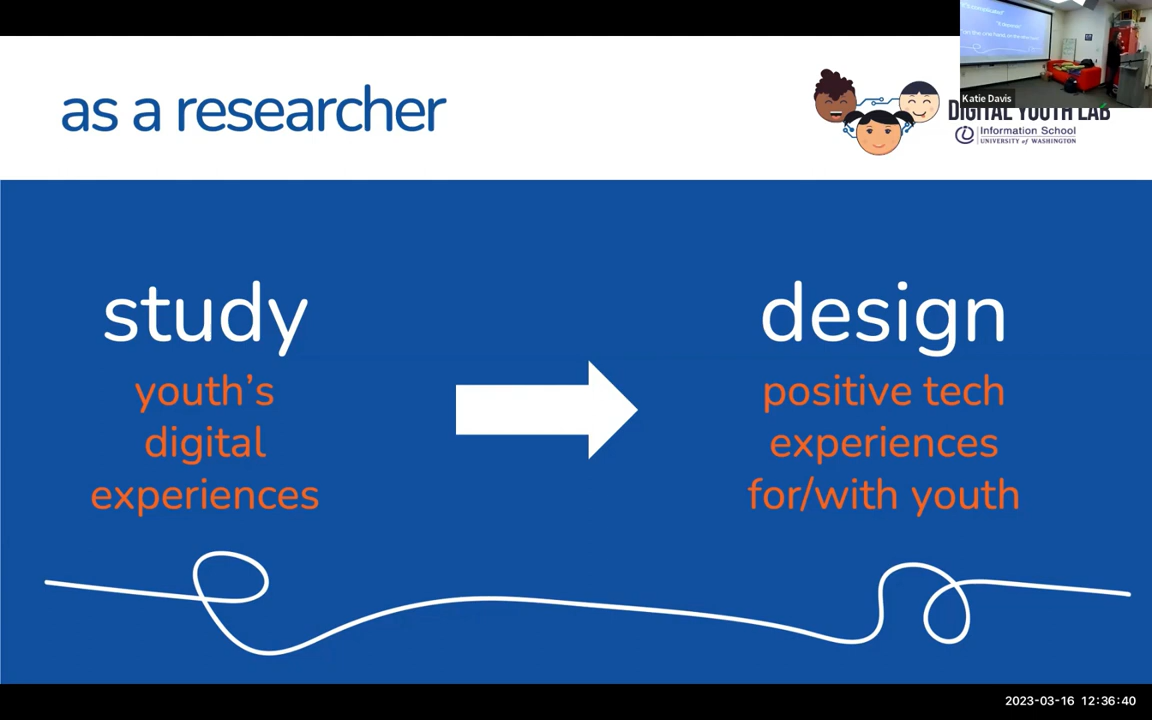 as a researcher
Katie Davis
DIGITAL YOUTH LAB
Information School
UNIVERSITY of WASHINGTON
study
youth's
digital
experiences
design
positive tech
experiences
for/with youth
2023-03-16 12:36:40